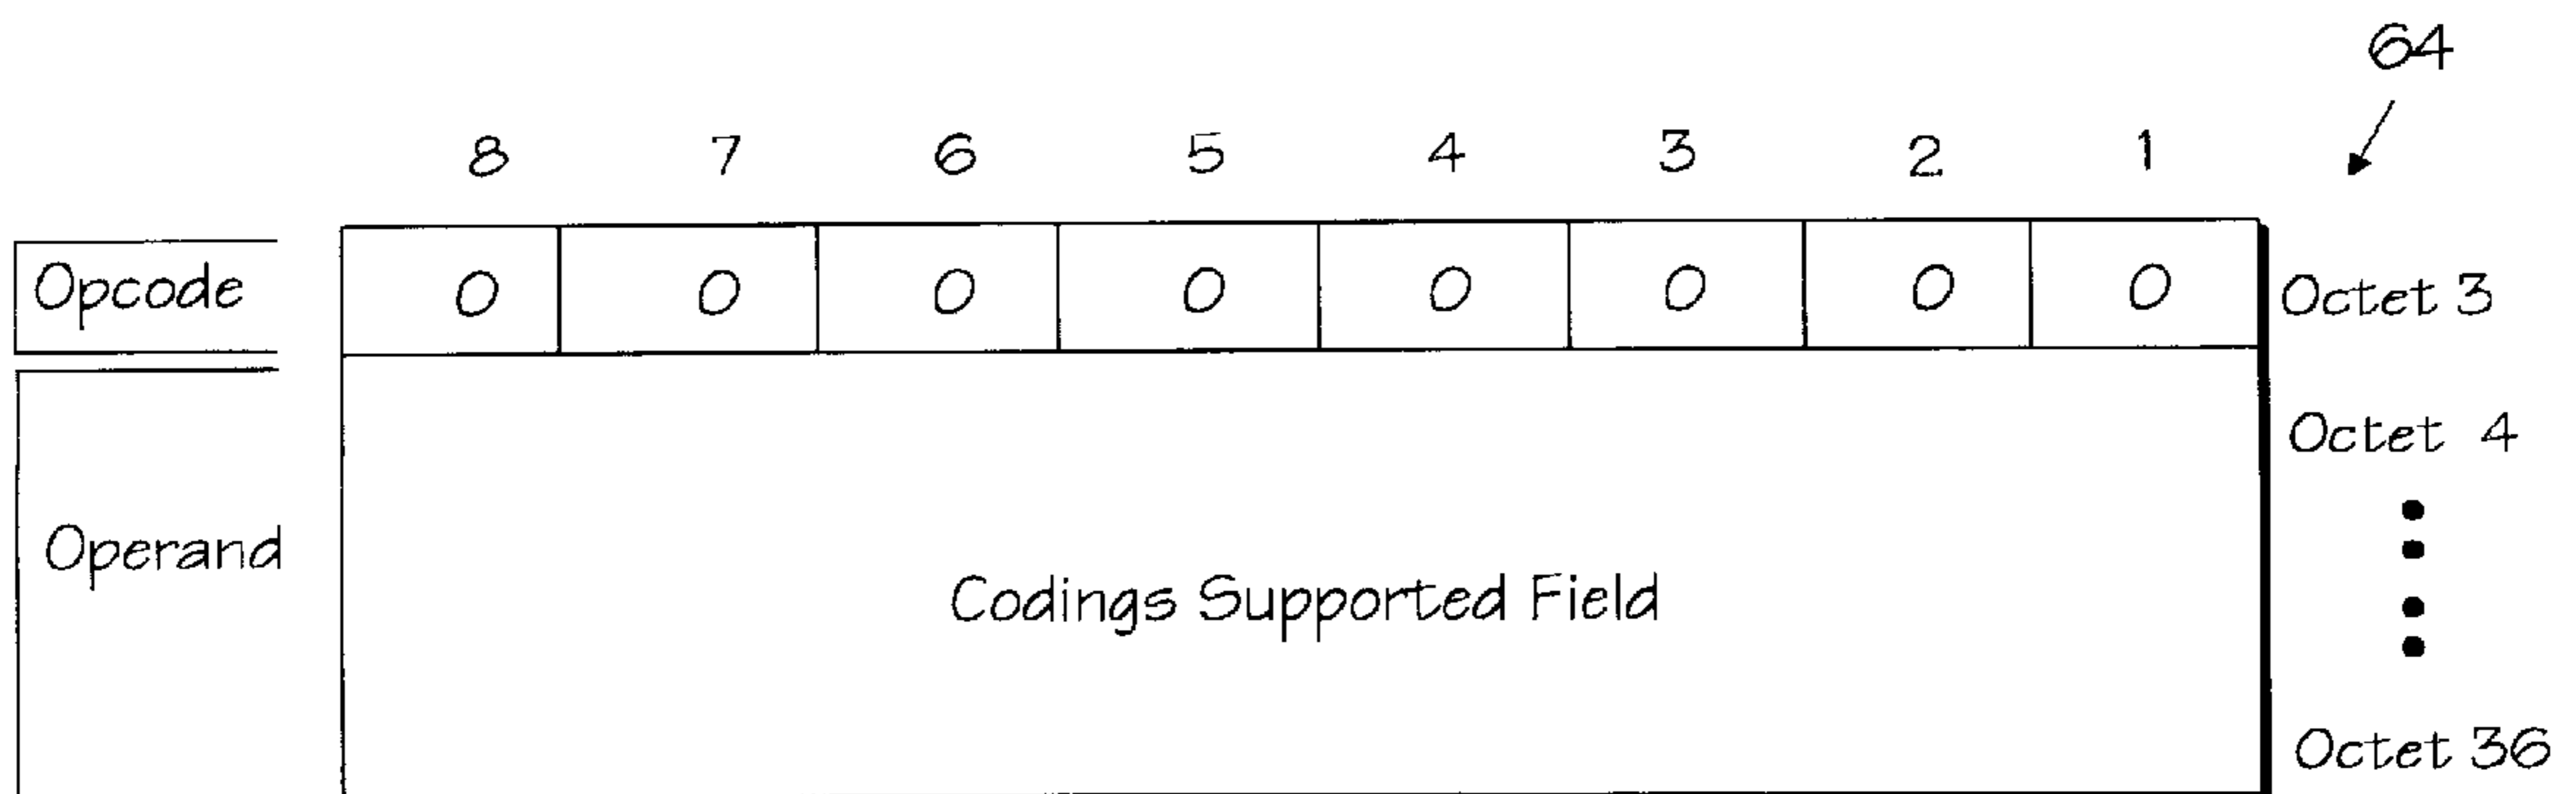 64
8 7 6 5 4 3 2 1
Opcode 0 0 0 0 0 0 0 0 Octet 3
Octet 4
Operand
Codings Supported Field
Octet 36